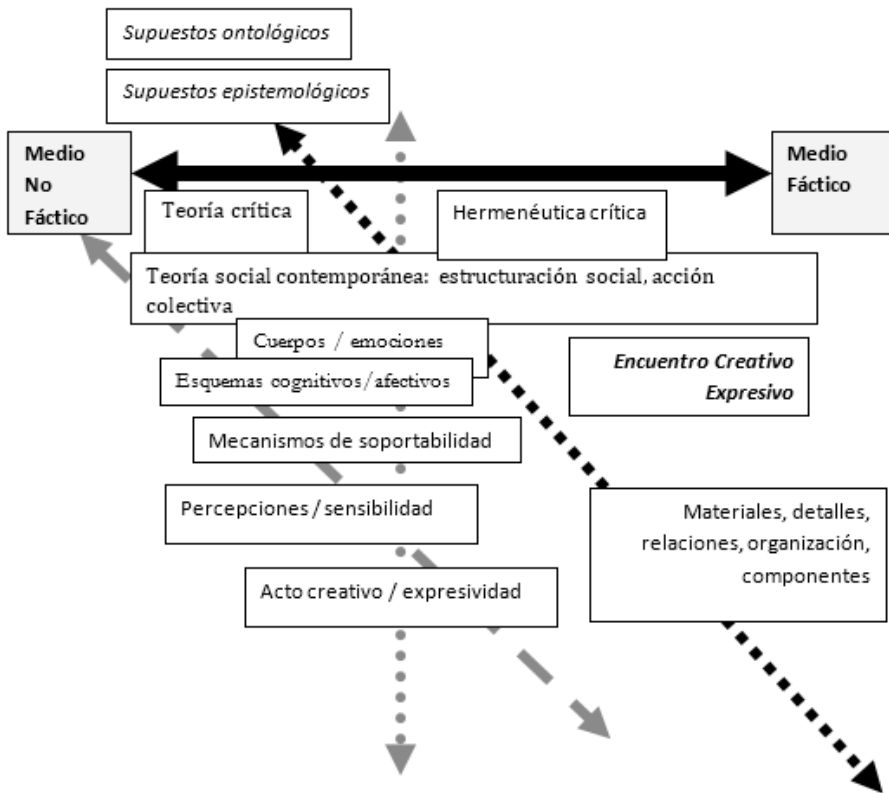 Supuestos ontológicos
Supuestos epistemológicos
Medio
No
Fáctico
Medio
Fáctico
Teoría crítica
Hermenéutica crítica
Teoría social contemporánea: estructuración social, acción
colectiva
Cuerpos / emociones
Esquemas cognitivos/afectivos
Encuentro Creativo
Expresivo
Mecanismos de soportabilidad
Percepciones / sensibilidad
Materiales, detalles,
relaciones, organización,
componentes
Acto creativo / expresividad